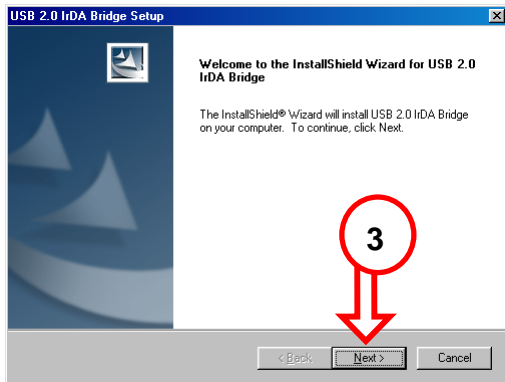 USB 2.0 IrDA Bridge Setup
Welcome to the InstallShield Wizard for USB 2.0
IrDA Bridge
The InstallShield® Wizard will install USB 2.0 IrDA Bridge
on your computer. To continue, click Next.
3
< Back
Next >
Cancel